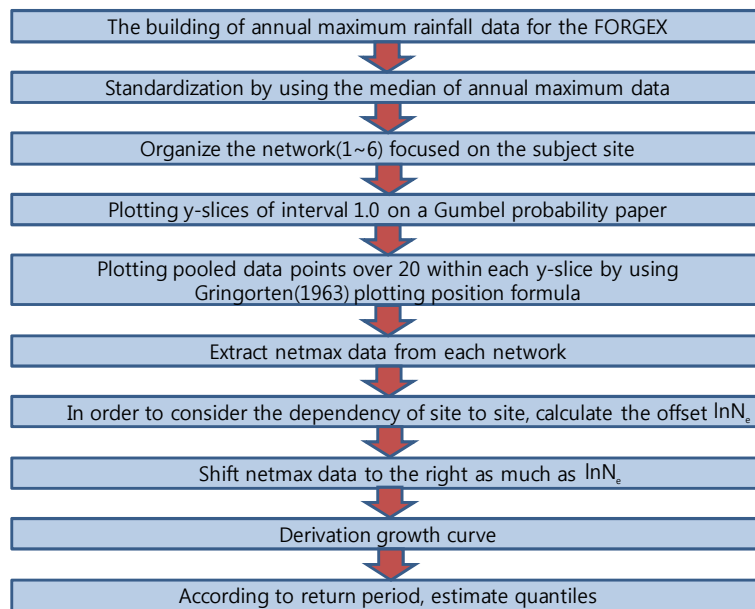 The building of annual maximum rainfall data for the FORGEX
Standardization by using the median of annual maximum data
Organize the network(1~6) focused on the subject site
Plotting y-slices of interval 1.0 on a Gumbel probability paper
Plotting pooled data points over 20 within each y-slice by using
Gringorten(1963) plotting position formula
Extract netmax data from each network
In order to consider the dependency of site to site, calculate the offset lnNₑ
Shift netmax data to the right as much as lnNₑ
Derivation growth curve
According to return period, estimate quantiles